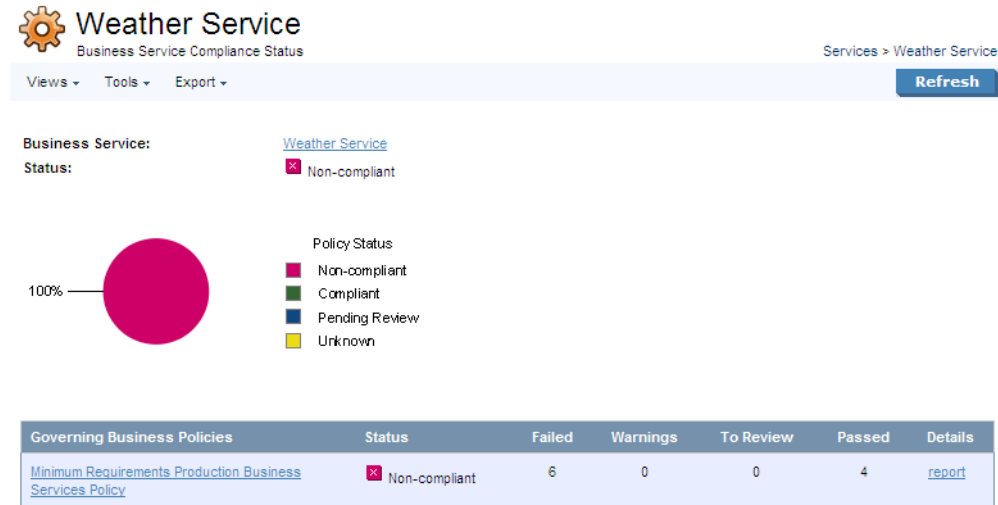 Weather Service
Business Service Compliance Status
Services > Weather Service
Views Tools Export
Refresh
Business Service: Weather Service
Status: Non-compliant
Policy Status
Non-compliant
100%
Compliant
Pending Review
Unknown
Governing Business Policies Status Failed Warnings To Review Passed Details
Minimum Requirements Production Business
Services Policy
Non-compliant 6 0 0 4 report